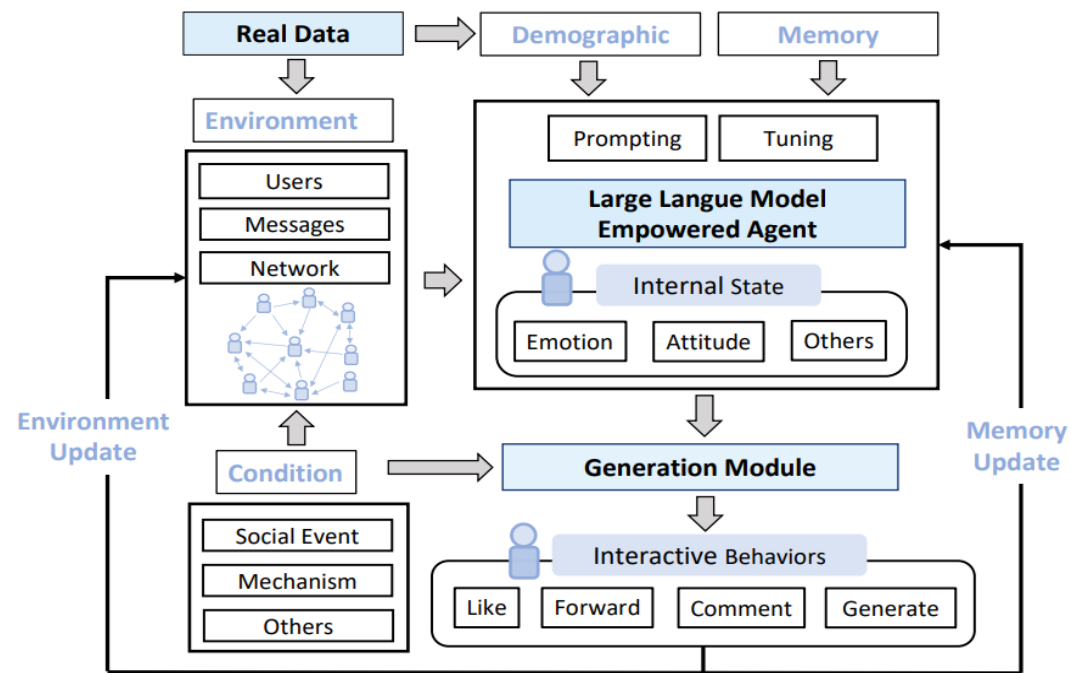 Real Data
Demographic
Memory
Environment
Prompting
Tuning
Users
Messages
Network
Large Langue Model
Empowered Agent
Internal State
Emotion
Attitude
Others
Environment
Update
Memory
Update
Condition
Generation Module
Social Event
Mechanism
Others
Interactive Behaviors
Like
Forward
Comment
Generate